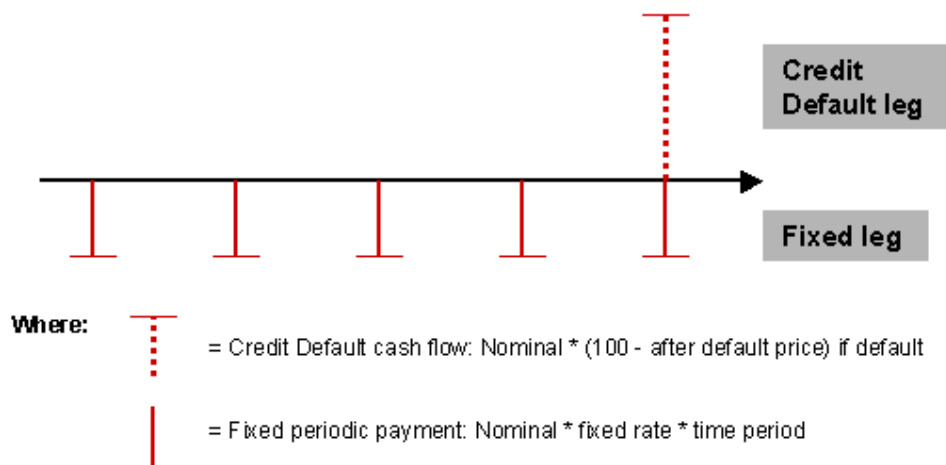 Credit
Default leg
Fixed leg
Where:
= Credit Default cash flow: Nominal * (100 - after default price) if default
= Fixed periodic payment: Nominal * fixed rate * time period